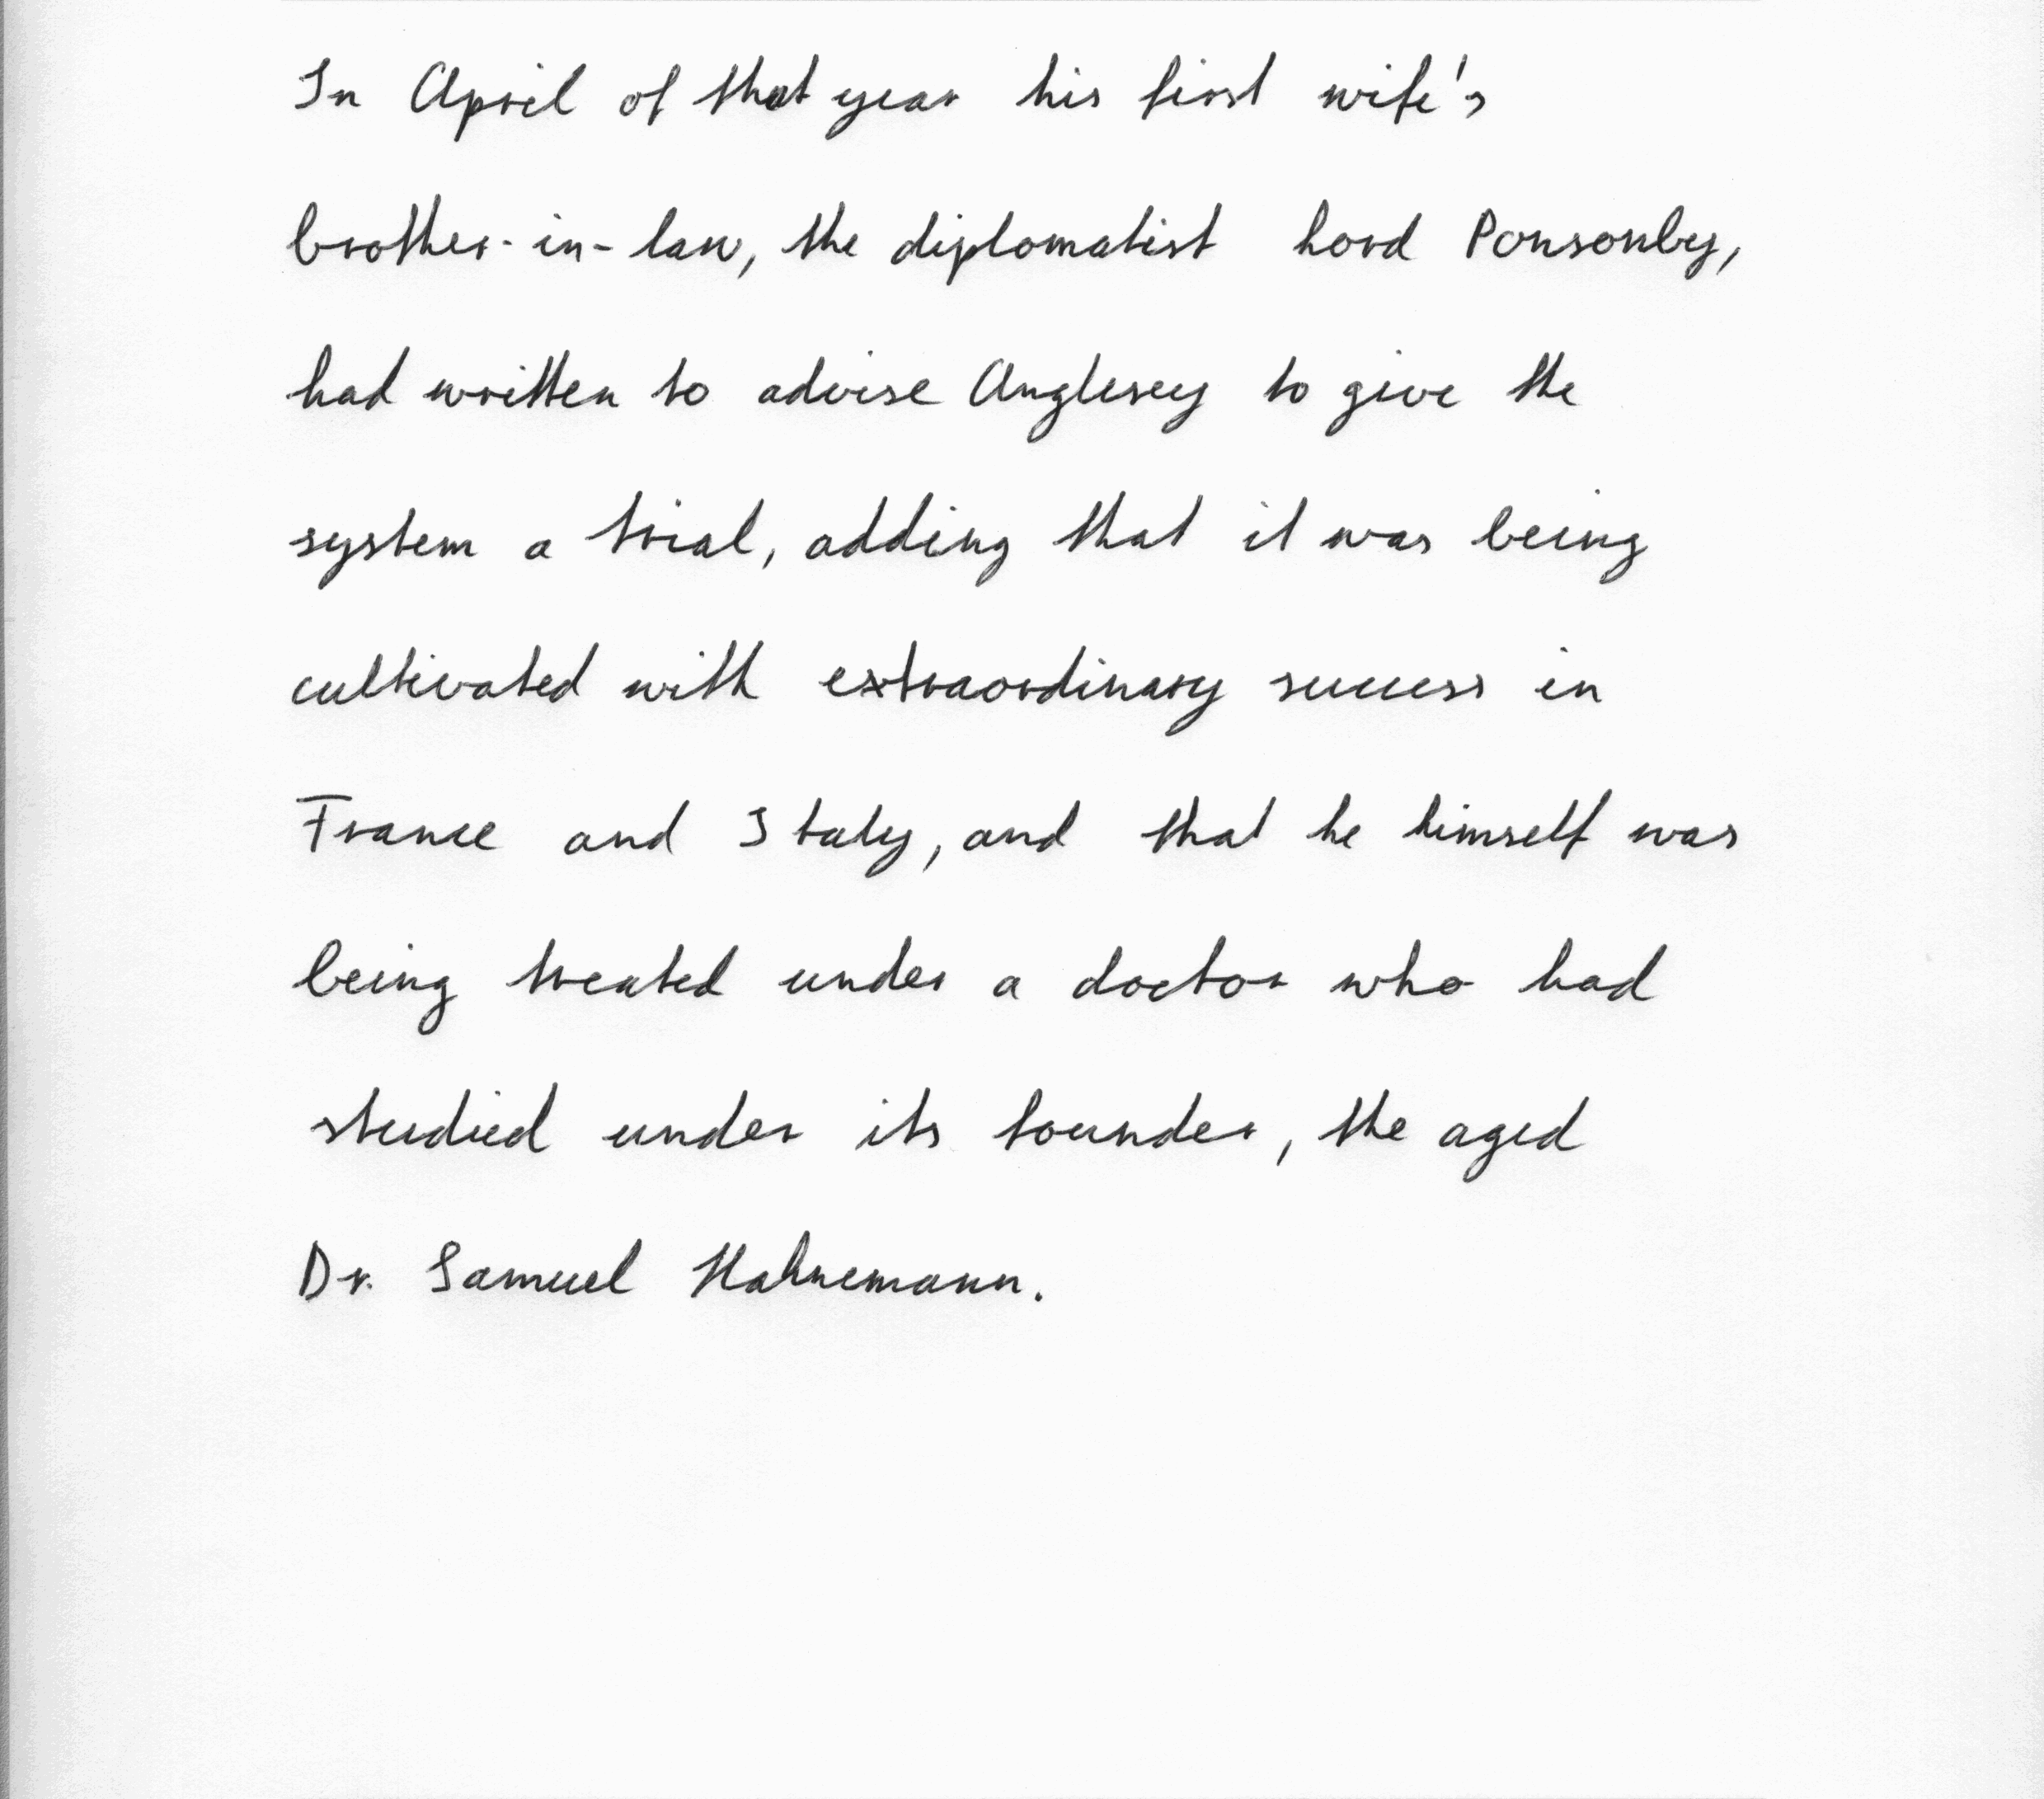 In April of that year his first wife's
brother-in-law, the diplomatist Lord Ponsonby,
had written to advise Anglesey to give the
system a trial, adding that it was being
cultivated with extraordinary success in
France and Italy, and that he himself was
being treated under a doctor who had
studied under its founder, the aged
Dr. Samuel Hahnemann.